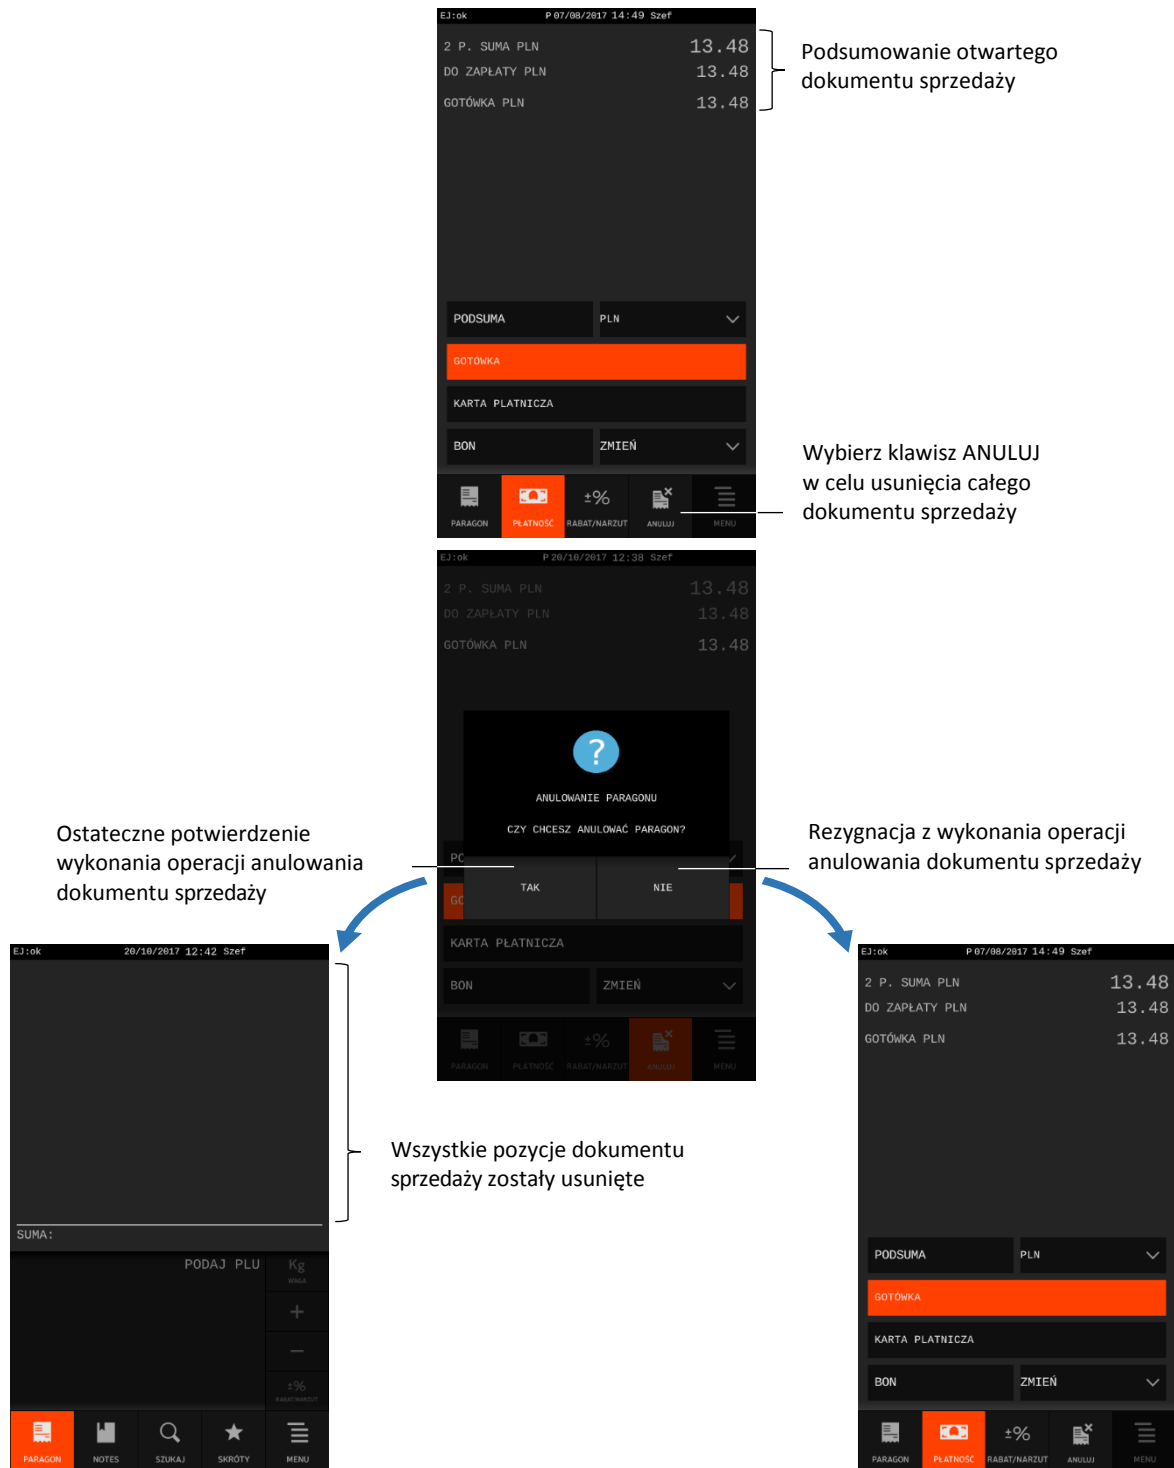 EJ:ok P 07/08/2017 14:49 Szef
2 P. SUMA PLN 13.48
DO ZAPŁATY PLN 13.48
GOTÓWKA PLN 13.48
Podsumowanie otwartego
dokumentu sprzedaży
PODSUMA PLN
GOTÓWKA
KARTA PŁATNICZA
BON ZMIEŃ
PARAGON PŁATNOŚĆ ±% RABAT/NARZUT ANULUJ MENU
Wybierz klawisz ANULUJ
w celu usunięcia całego
dokumentu sprzedaży
EJ:ok P 20/10/2017 12:38 Szef
2 P. SUMA PLN 13.48
DO ZAPŁATY PLN 13.48
GOTÓWKA PLN 13.48
?
ANULOWANIE PARAGONU
CZY CHCESZ ANULOWAĆ PARAGON?
PO
TAK NIE
GO
KARTA PŁATNICZA
BON ZMIEŃ
PARAGON PŁATNOŚĆ ±% RABAT/NARZUT ANULUJ MENU
Ostateczne potwierdzenie
wykonania operacji anulowania
dokumentu sprzedaży
Rezygnacja z wykonania operacji
anulowania dokumentu sprzedaży
EJ:ok 20/10/2017 12:42 Szef
SUMA:
PODAJ PLU Kg
WAGA
+
−
±%
RABAT/NARZUT
PARAGON NOTES SZUKAJ SKRÓTY MENU
Wszystkie pozycje dokumentu
sprzedaży zostały usunięte
EJ:ok P 07/08/2017 14:49 Szef
2 P. SUMA PLN 13.48
DO ZAPŁATY PLN 13.48
GOTÓWKA PLN 13.48
PODSUMA PLN
GOTÓWKA
KARTA PŁATNICZA
BON ZMIEŃ
PARAGON PŁATNOŚĆ ±% RABAT/NARZUT ANULUJ MENU